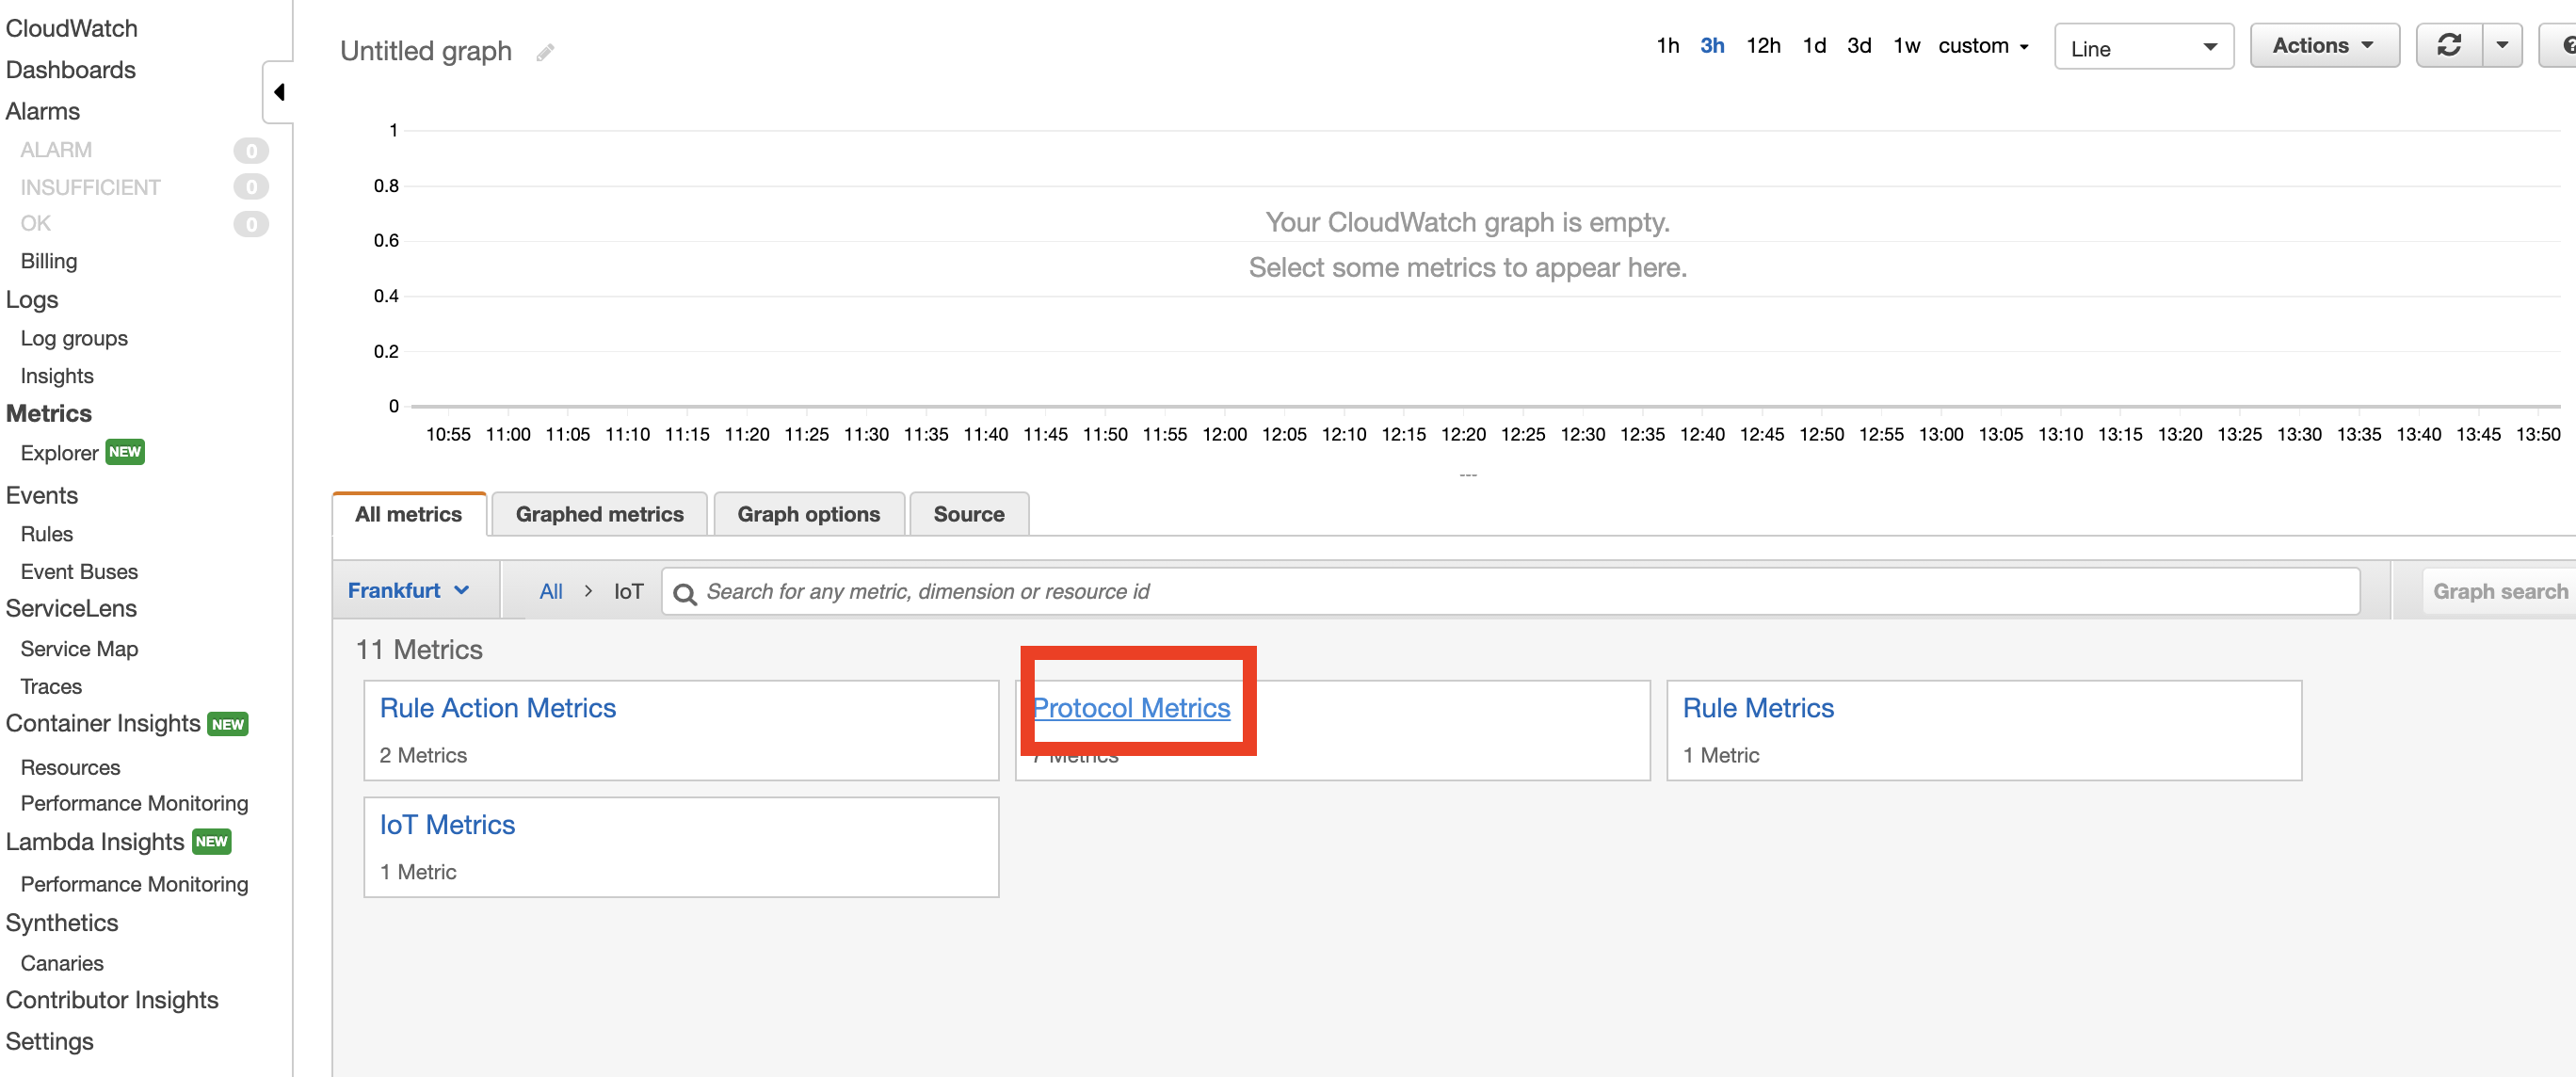 CloudWatch
Dashboards
Alarms
ALARM 0
INSUFFICIENT 0
OK 0
Billing
Logs
Log groups
Insights
Metrics
Explorer NEW
Events
Rules
Event Buses
ServiceLens
Service Map
Traces
Container Insights NEW
Resources
Performance Monitoring
Lambda Insights NEW
Performance Monitoring
Synthetics
Canaries
Contributor Insights
Settings
Untitled graph
1h 3h 12h 1d 3d 1w custom
Line
Actions
1
0.8
0.6
0.4
0.2
0
Your CloudWatch graph is empty.
Select some metrics to appear here.
10:55 11:00 11:05 11:10 11:15 11:20 11:25 11:30 11:35 11:40 11:45 11:50 11:55 12:00 12:05 12:10 12:15 12:20 12:25 12:30 12:35 12:40 12:45 12:50 12:55 13:00 13:05 13:10 13:15 13:20 13:25 13:30 13:35 13:40 13:45 13:50
---
All metrics Graphed metrics Graph options Source
Frankfurt All > IoT Search for any metric, dimension or resource id Graph search
11 Metrics
Rule Action Metrics
2 Metrics
Protocol Metrics
7 Metrics
Rule Metrics
1 Metric
IoT Metrics
1 Metric